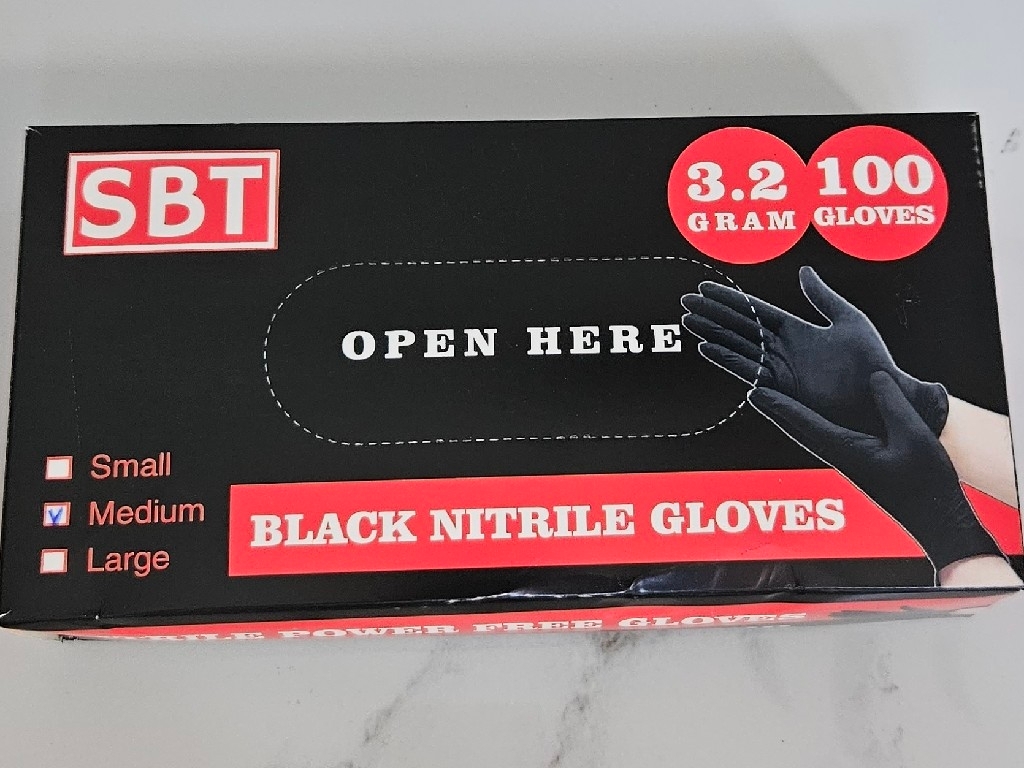 SBT
3.2
GRAM
100
GLOVES
OPEN HERE
Small
Medium
Large
BLACK NITRILE GLOVES
POWER FREE GLOVES